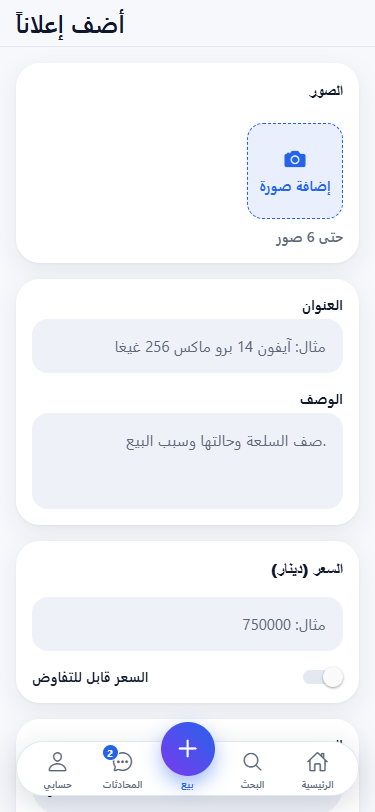 أضف إعلاناً
الصور
إضافة صورة
حتى 6 صور
العنوان
مثال: آيفون 14 برو ماكس 256 غيغا
الوصف
صف السلعة وحالتها وسبب البيع.
السعر (دينار)
مثال: 750000
السعر قابل للتفاوض
الرئيسية
البحث
بيع
المحادثات
2
حسابي